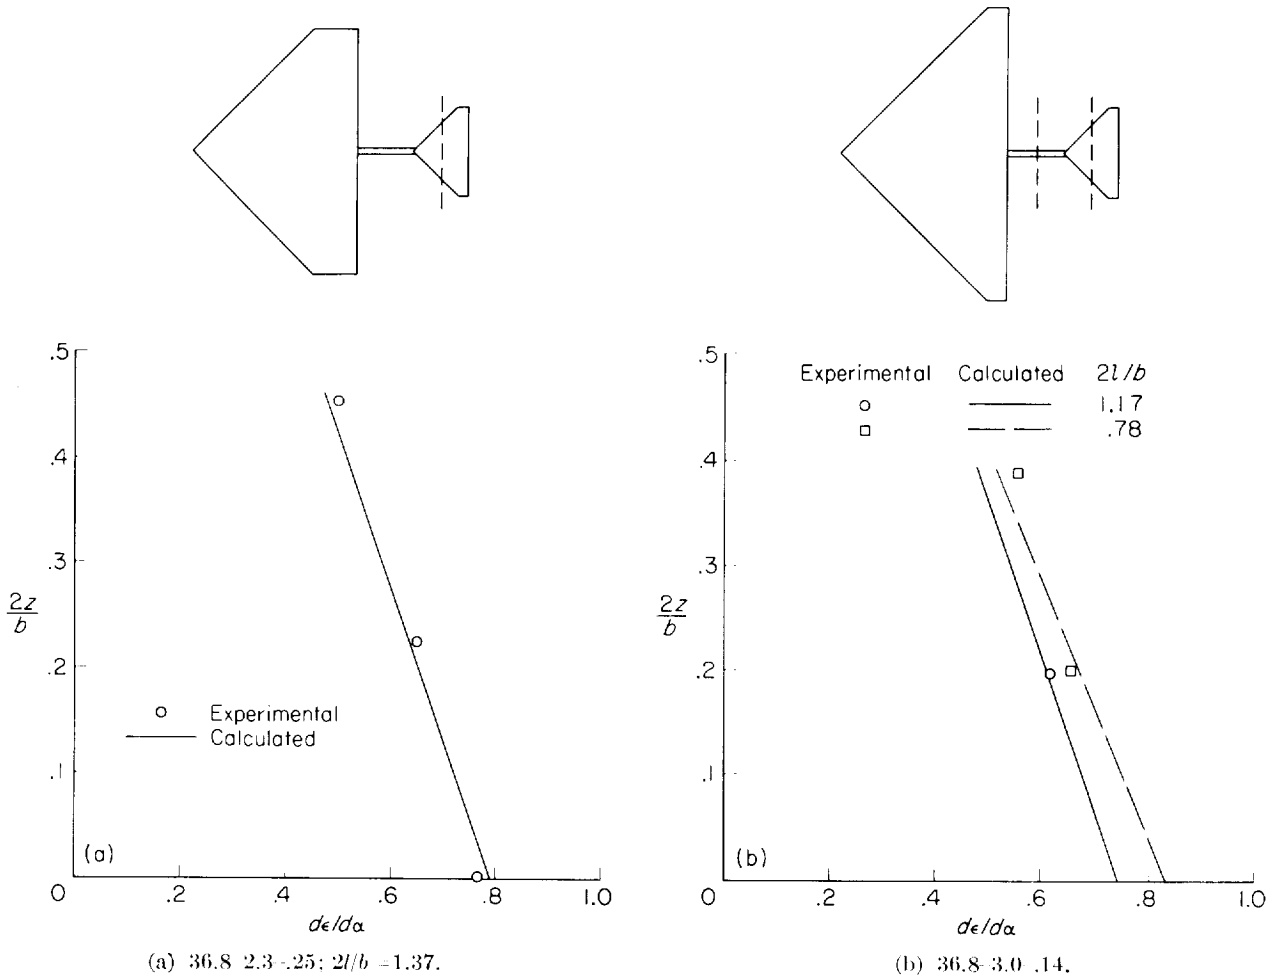 .5
.4
.3
2z/b
.2
.1
0
○ Experimental
Calculated
(a)
.2 .4 .6 .8 1.0
dϵ/dα
(a) 36.8-2.3-.25; 2l/b =1.37.
.5
Experimental Calculated 2l/b
1.17
.78
.4
.3
2z/b
.2
.1
(b)
0 .2 .4 .6 .8 1.0
dϵ/dα
(b) 36.8-3.0-.14.